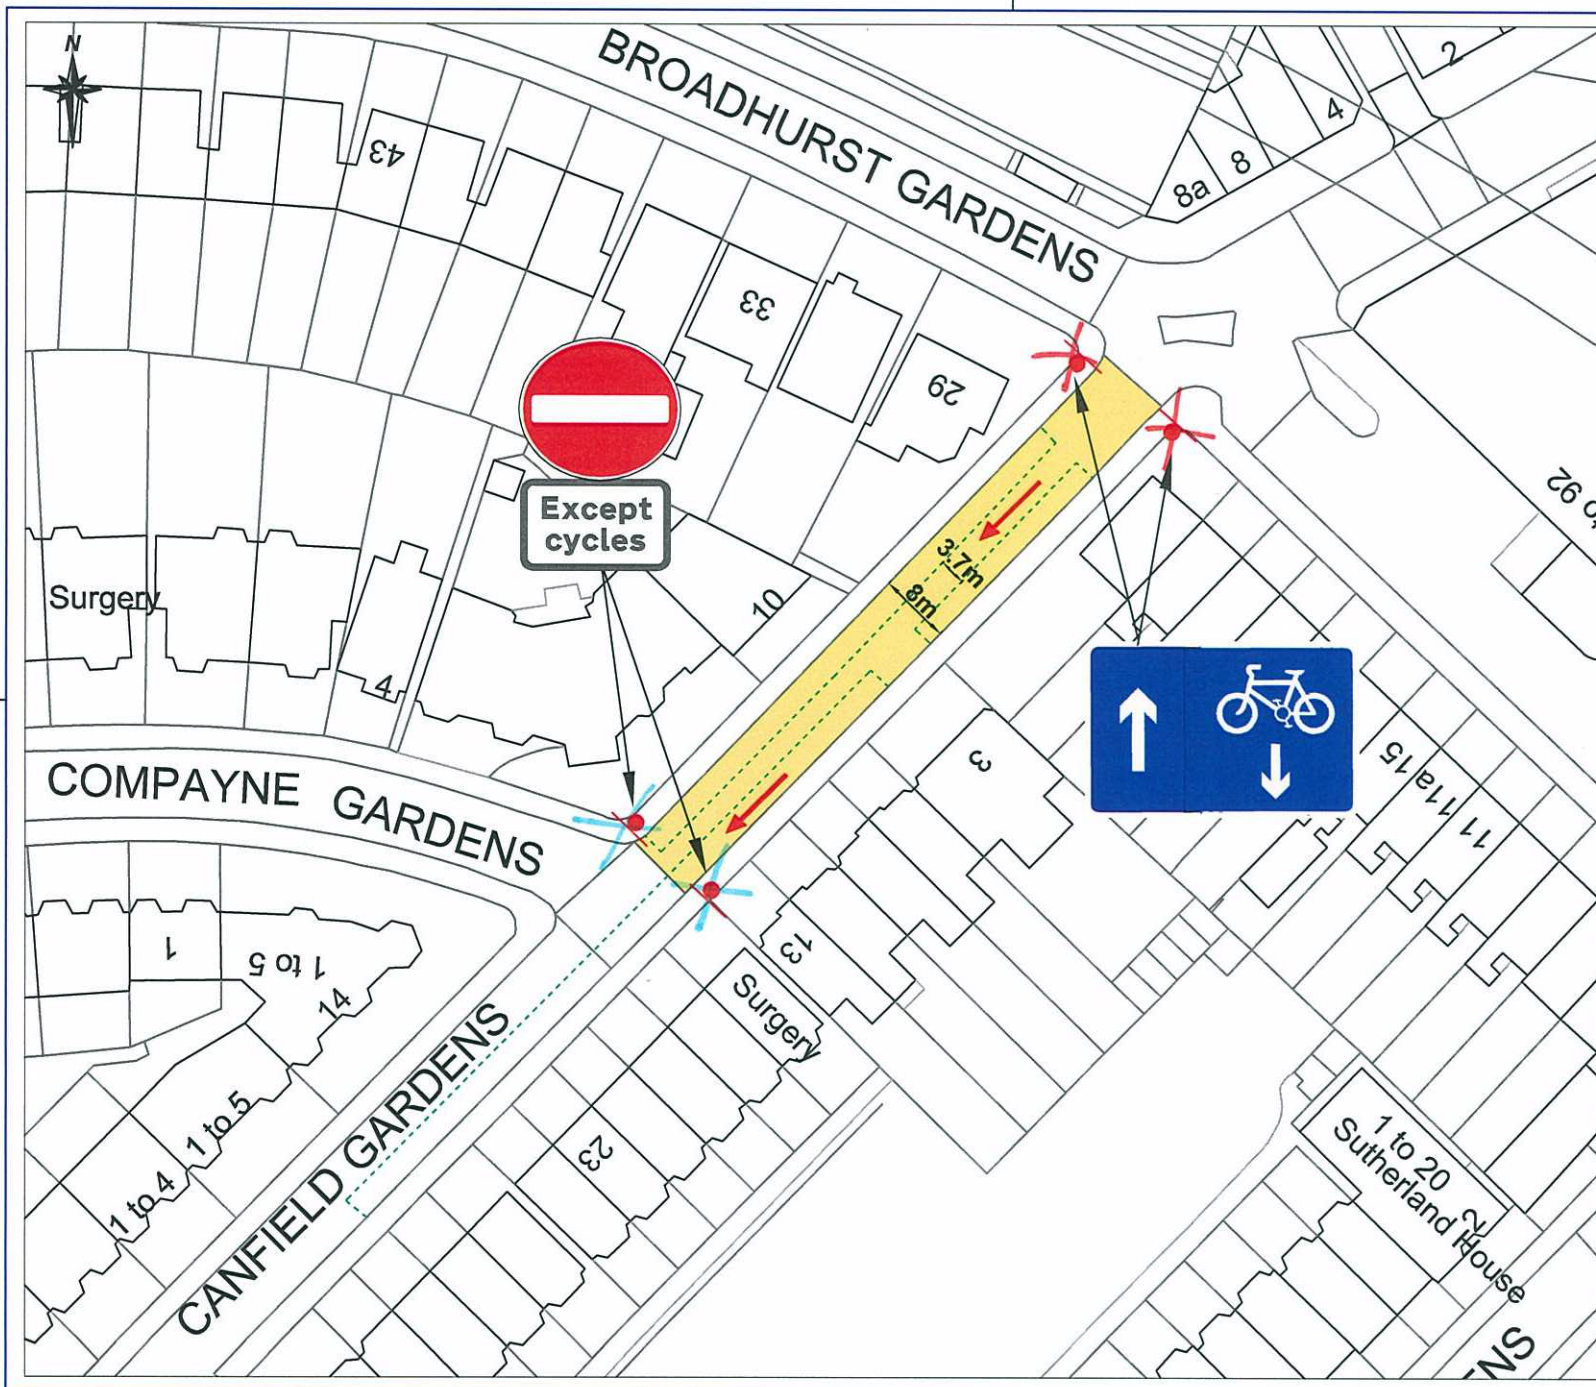 N
BROADHURST GARDENS
2
4
8
8a
43
33
29
Except
cycles
3.7m
8m
10
Surgery
4
COMPAYNE GARDENS
3
11a15
11
1
1 to 5
14
13
Surgery
CANFIELD GARDENS
1 to 5
1 to 4
23
1 to 20
Sutherland House
2
ENS